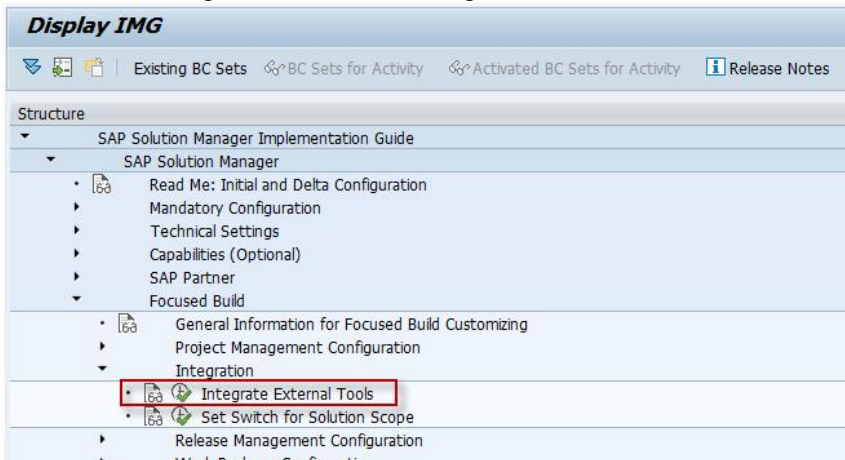 Display IMG
Existing BC Sets BC Sets for Activity Activated BC Sets for Activity Release Notes
Structure
SAP Solution Manager Implementation Guide
SAP Solution Manager
Read Me: Initial and Delta Configuration
Mandatory Configuration
Technical Settings
Capabilities (Optional)
SAP Partner
Focused Build
General Information for Focused Build Customizing
Project Management Configuration
Integration
Integrate External Tools
Set Switch for Solution Scope
Release Management Configuration